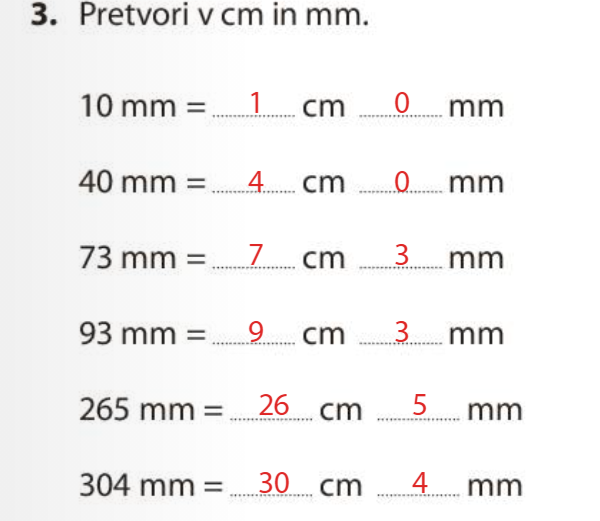 3. Pretvori v cm in mm.
10 mm = 1 cm 0 mm
40 mm = 4 cm 0 mm
73 mm = 7 cm 3 mm
93 mm = 9 cm 3 mm
265 mm = 26 cm 5 mm
304 mm = 30 cm 4 mm